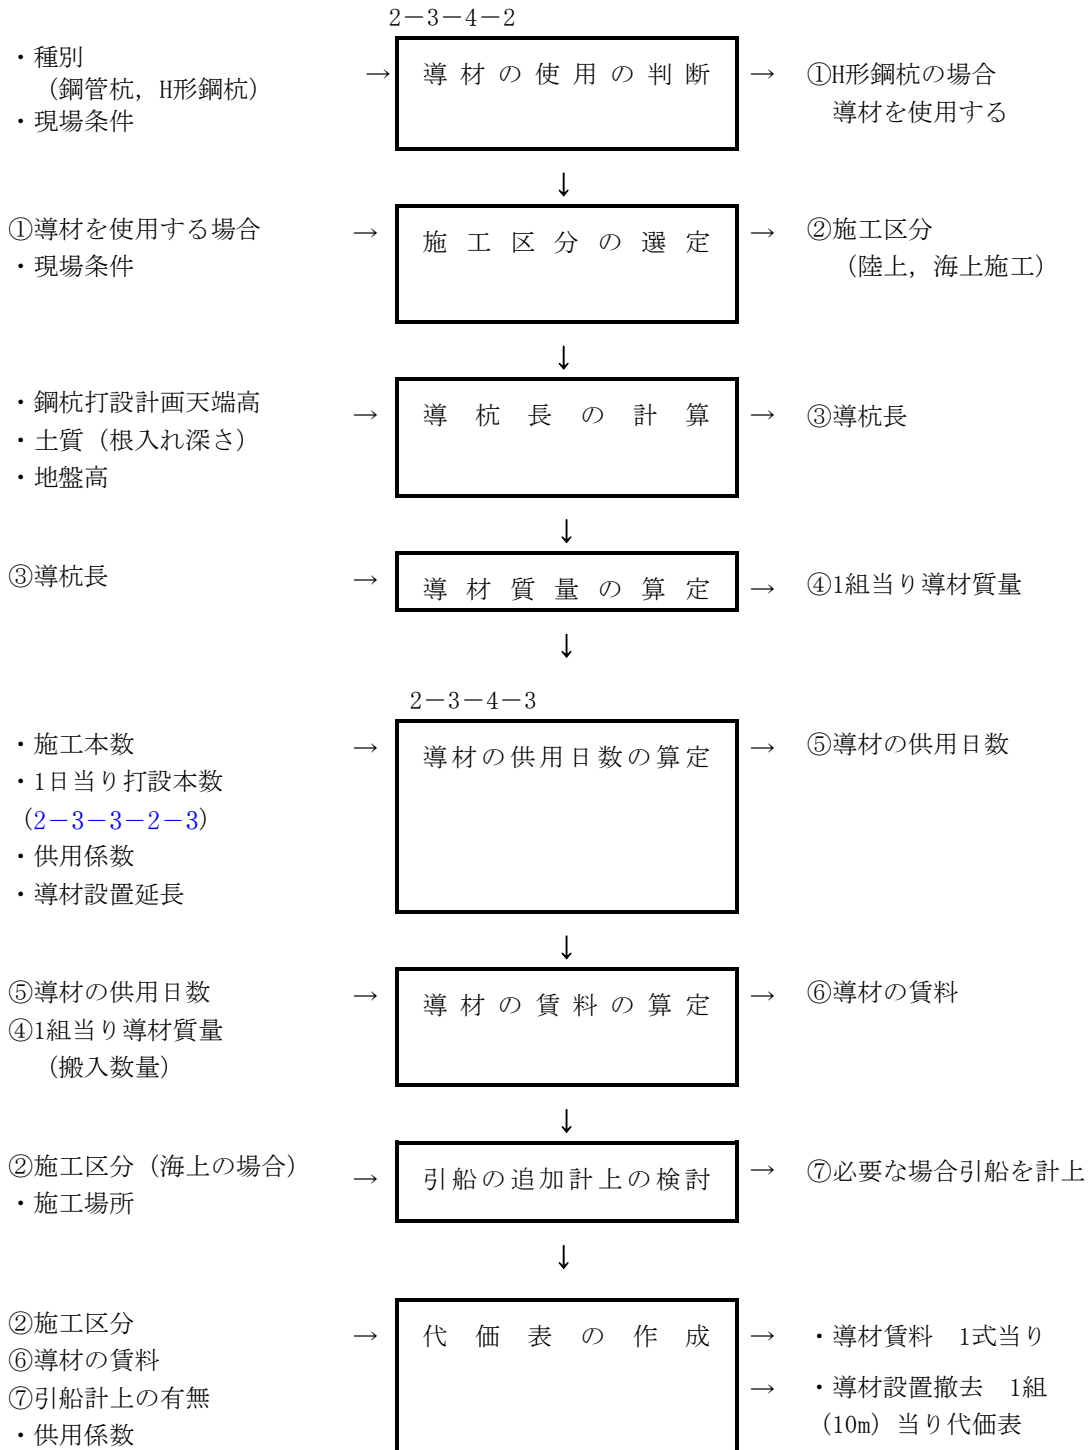 2－3－4－2
・種別
（鋼管杭，H形鋼杭）
・現場条件
→
導材の使用の判断
→
①H形鋼杭の場合
導材を使用する
↓
①導材を使用する場合
・現場条件
→
施工区分の選定
→
②施工区分
（陸上，海上施工）
↓
・鋼杭打設計画天端高
・土質（根入れ深さ）
・地盤高
→
導杭長の計算
→
③導杭長
↓
③導杭長
→
導材質量の算定
→
④1組当り導材質量
↓
2－3－4－3
・施工本数
・1日当り打設本数
（2－3－3－2－3）
・供用係数
・導材設置延長
→
導材の供用日数の算定
→
⑤導材の供用日数
↓
⑤導材の供用日数
④1組当り導材質量
（搬入数量）
→
導材の賃料の算定
→
⑥導材の賃料
↓
②施工区分（海上の場合）
・施工場所
→
引船の追加計上の検討
→
⑦必要な場合引船を計上
↓
②施工区分
⑥導材の賃料
⑦引船計上の有無
・供用係数
→
代価表の作成
→
・導材賃料　1式当り
→
・導材設置撤去　1組
(10m）当り代価表